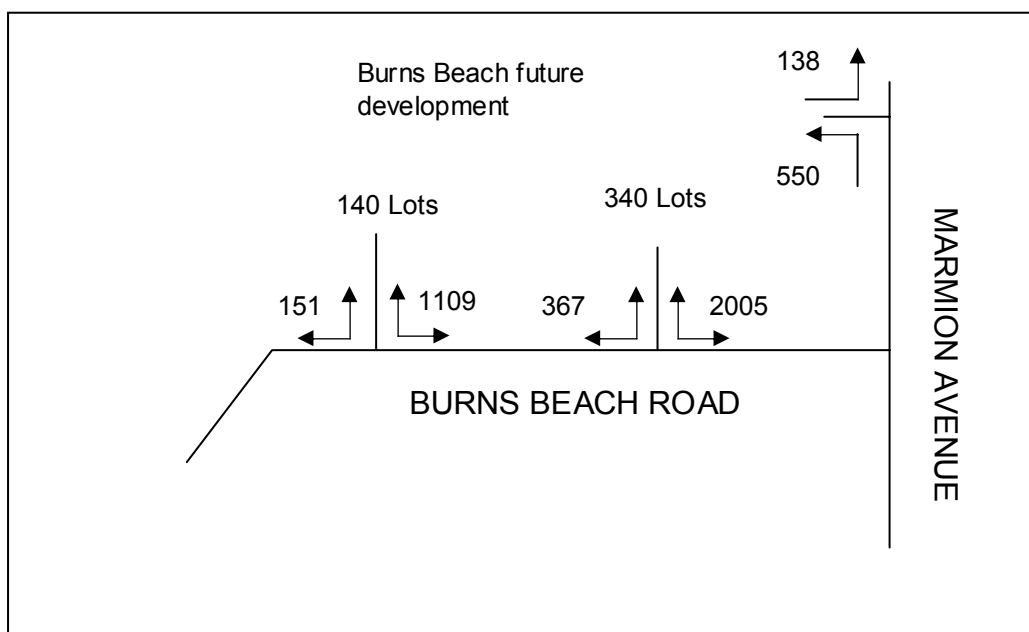 138
Burns Beach future
development
550
140 Lots
340 Lots
151
1109
367
2005
BURNS BEACH ROAD
MARMION AVENUE